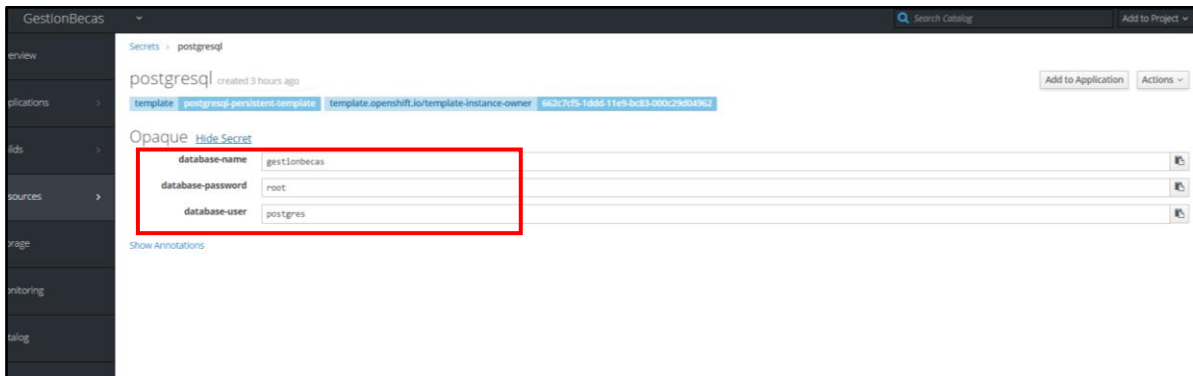 GestionBecas
Search Catalog
Add to Project
erview
plications
ilds
sources
orage
onitoring
talog
Secrets > postgresql
postgresql created 3 hours ago
Add to Application
Actions
template postgresql-persistent-template template.openshift.io/template-instance-owner 662c7cf5-1ddd-11e9-bc83-000c29d04962
Opaque Hide Secret
database-name gestionbecas
database-password root
database-user postgres
Show Annotations